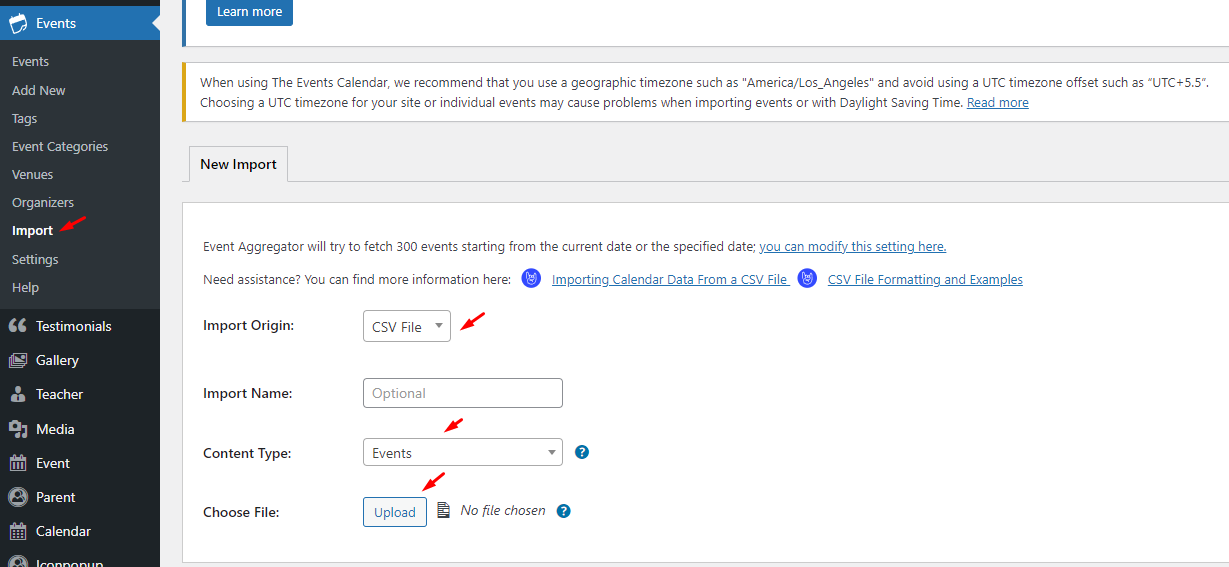 Events
Events
Add New
Tags
Event Categories
Venues
Organizers
Import
Settings
Help
Testimonials
Gallery
Teacher
Media
Event
Parent
Calendar
Iconpopup
Learn more
When using The Events Calendar, we recommend that you use a geographic timezone such as "America/Los_Angeles" and avoid using a UTC timezone offset such as “UTC+5.5”.
Choosing a UTC timezone for your site or individual events may cause problems when importing events or with Daylight Saving Time. Read more
New Import
Event Aggregator will try to fetch 300 events starting from the current date or the specified date; you can modify this setting here.
Need assistance? You can find more information here: Importing Calendar Data From a CSV File CSV File Formatting and Examples
Import Origin: CSV File
Import Name: Optional
Content Type: Events ?
Choose File: Upload No file chosen ?